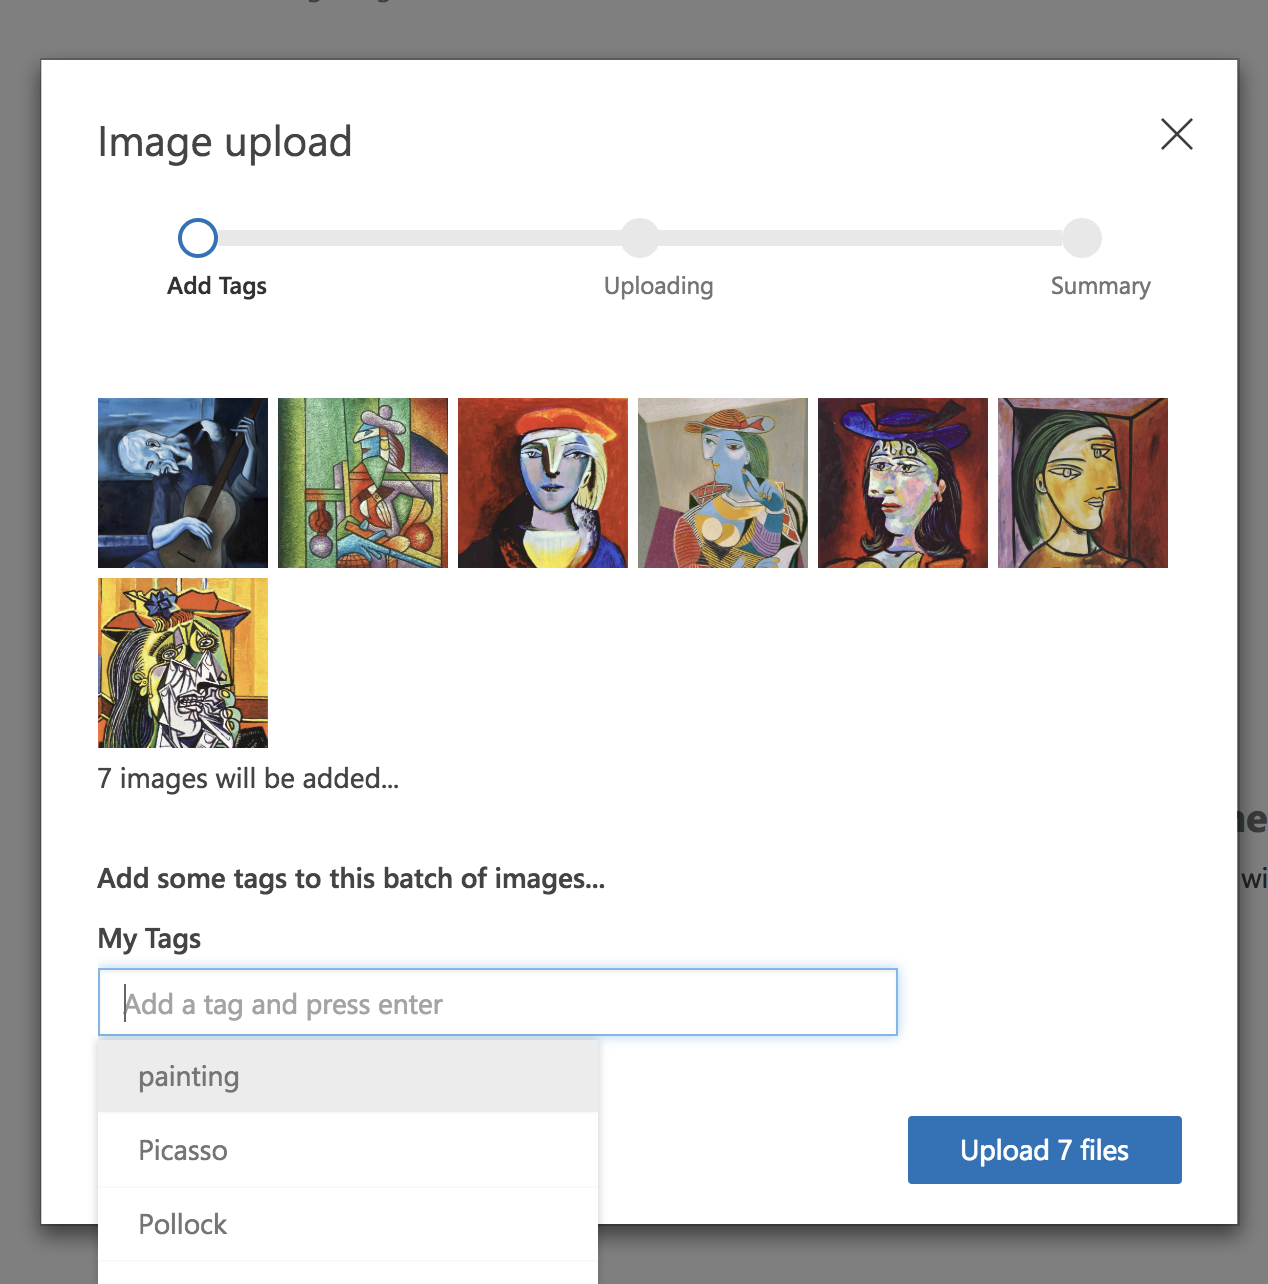 Image upload
Add Tags
Uploading
Summary
7 images will be added...
Add some tags to this batch of images...
My Tags
Add a tag and press enter
painting
Picasso
Pollock
Upload 7 files